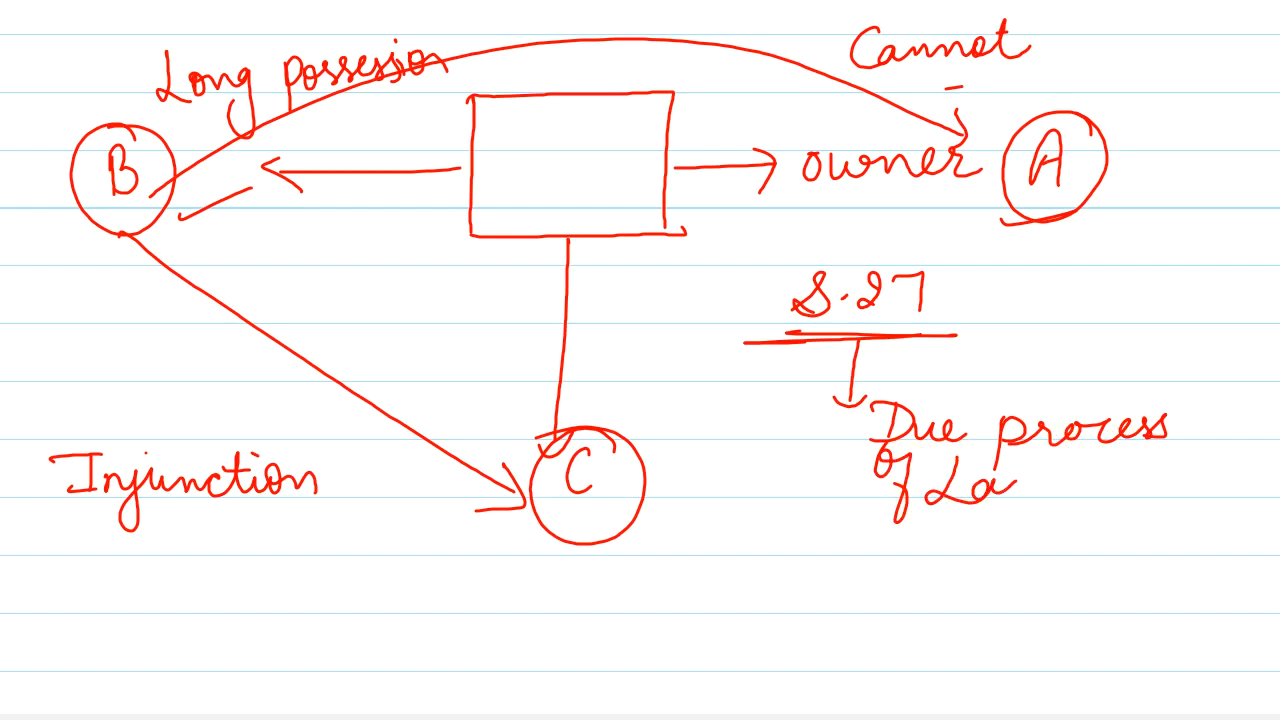 Long possession
Cannot
B
owner
A
S.27
Due process
of La
Injunction
C